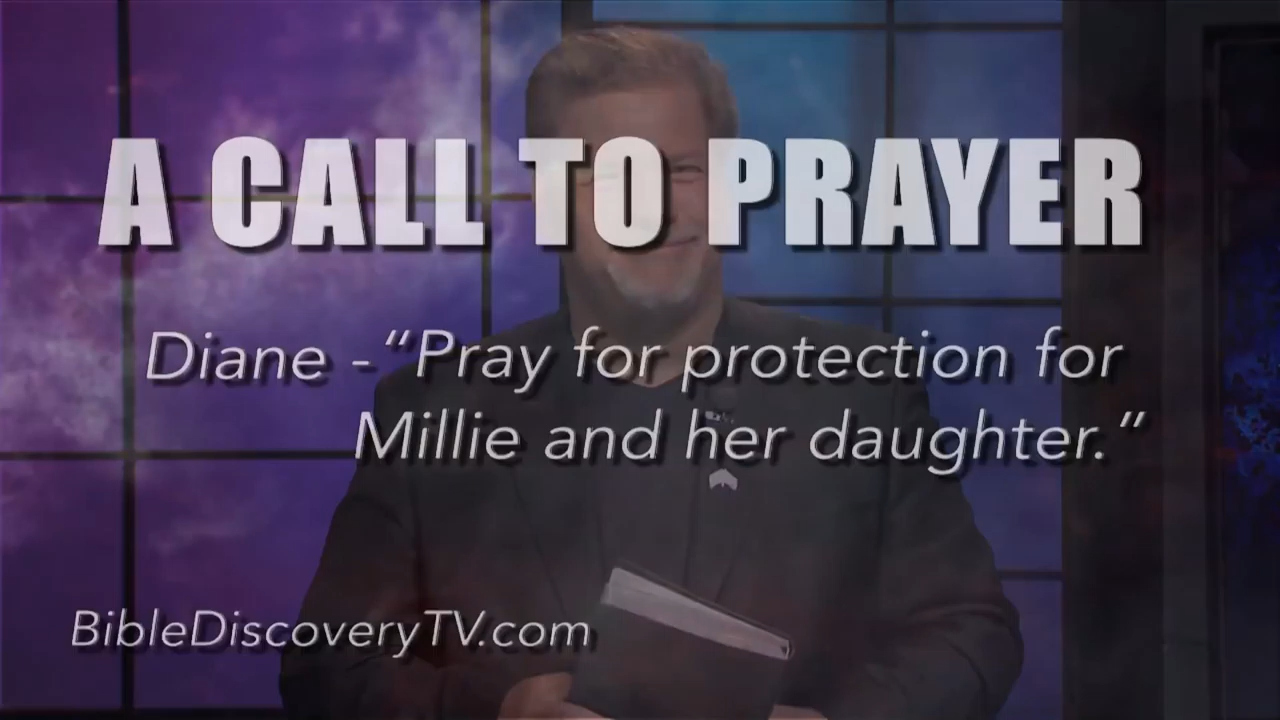 A CALL TO PRAYER
Diane -“Pray for protection for
Millie and her daughter.”
BibleDiscoveryTV.com